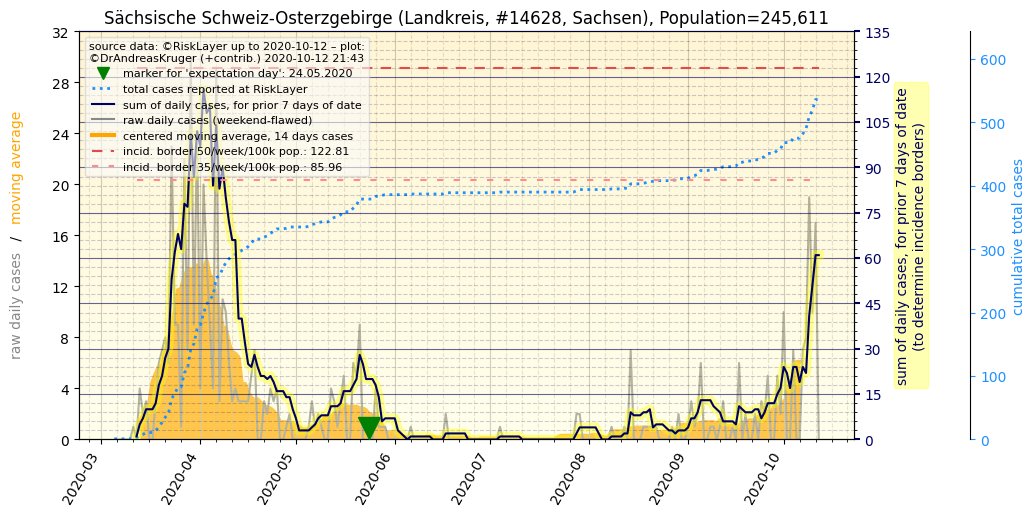 Sächsische Schweiz-Osterzgebirge (Landkreis, #14628, Sachsen), Population=245,611
source data: ©RiskLayer up to 2020-10-12 – plot:
©DrAndreasKruger (+contrib.) 2020-10-12 21:43
marker for 'expectation day': 24.05.2020
total cases reported at RiskLayer
sum of daily cases, for prior 7 days of date
raw daily cases (weekend-flawed)
centered moving average, 14 days cases
incid. border 50/week/100k pop.: 122.81
incid. border 35/week/100k pop.: 85.96
raw daily cases / moving average
32
28
24
20
16
12
8
4
0
135
120
105
90
75
60
45
30
15
0
sum of daily cases, for prior 7 days of date
(to determine incidence borders)
600
500
400
300
200
100
0
cumulative total cases
2020-03
2020-04
2020-05
2020-06
2020-07
2020-08
2020-09
2020-10